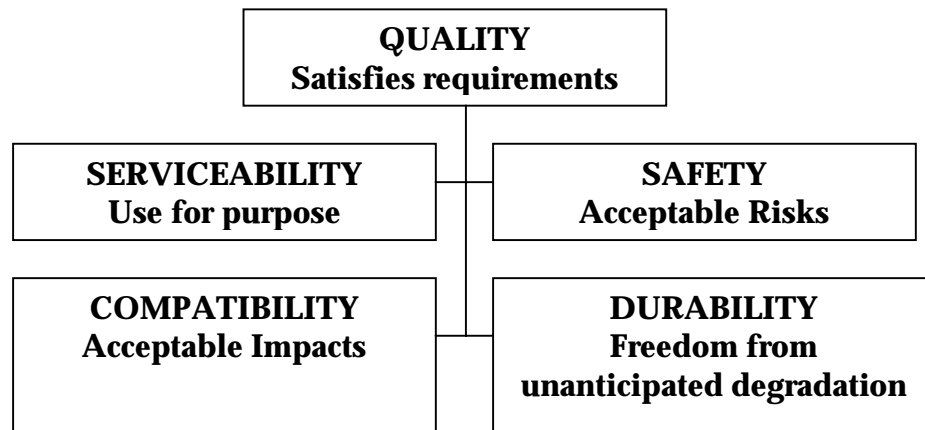 QUALITY
Satisfies requirements
SERVICEABILITY
Use for purpose
SAFETY
Acceptable Risks
COMPATIBILITY
Acceptable Impacts
DURABILITY
Freedom from
unanticipated degradation